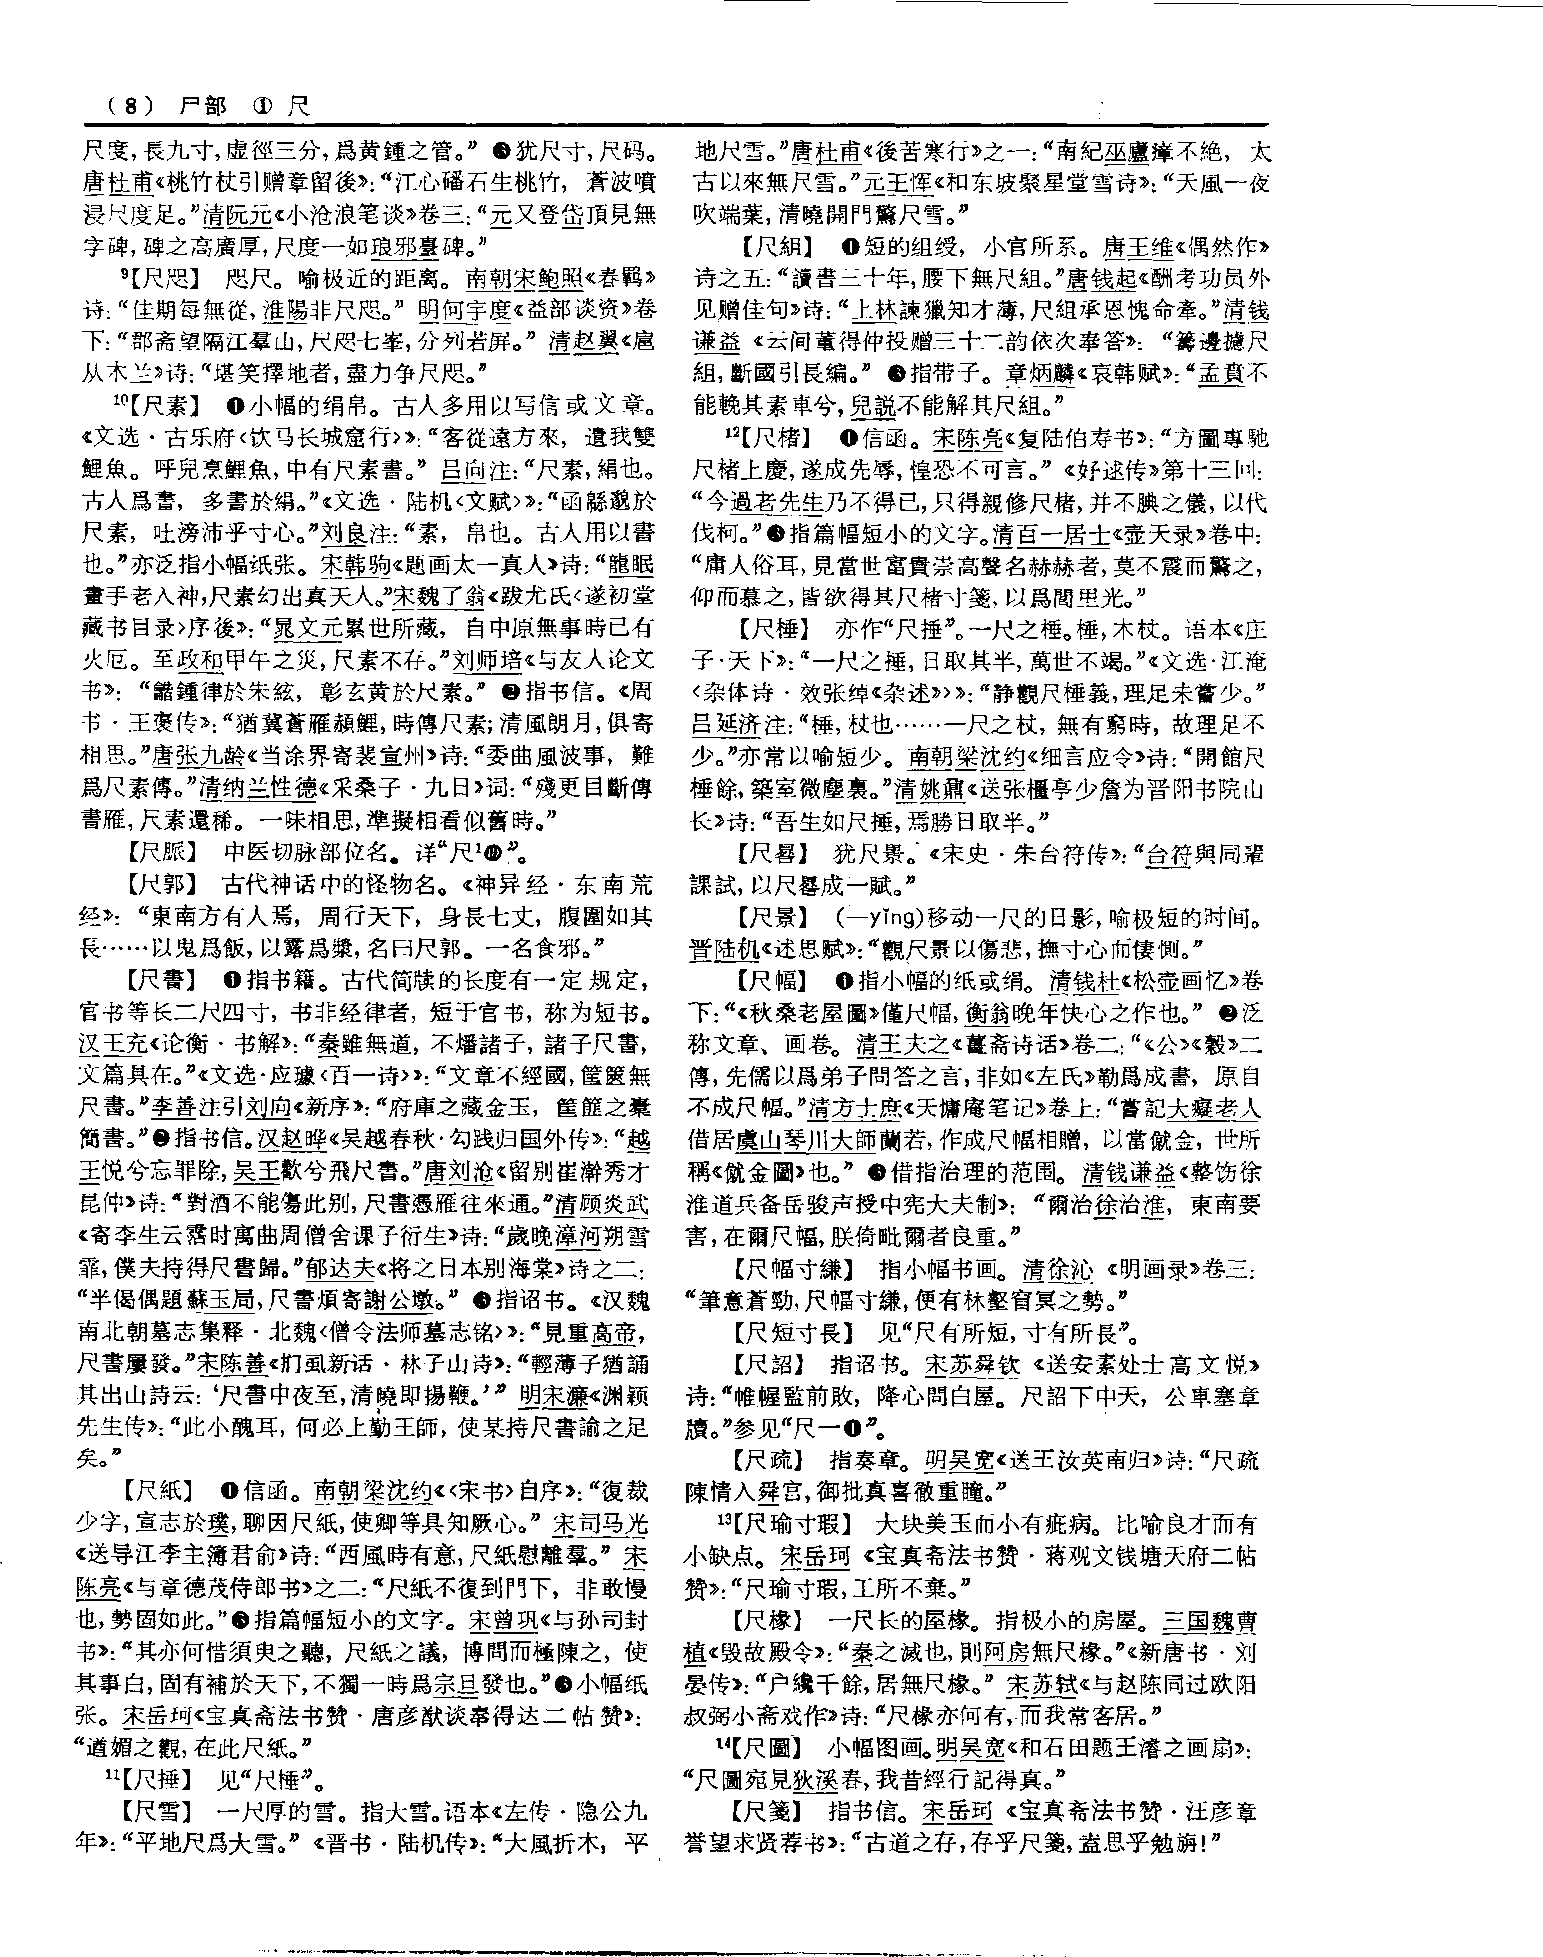 (8) 尸部 ① 尺
尺度，長九寸，虚徑三分，爲黄鍾之管。”❸犹尺寸，尺码。
唐杜甫《桃竹杖引赠章留後》：“江心磻石生桃竹，蒼波噴
浸尺度足。”清阮元《小沧浪笔谈》卷三：“元又登岱頂見無
字碑，碑之高廣厚，尺度一如琅邪臺碑。”
⁹【尺咫】 咫尺。喻极近的距离。南朝宋鲍照《春羁》
诗：“佳期每無從，淮陽非尺咫。”明何宇度《益部谈资》卷
下：“郡斋望隔江羣山，尺咫七峯，分列若屏。”清赵翼《扈
从木兰》诗：“堪笑擇地者，盡力争尺咫。”
¹⁰【尺素】 ❶小幅的绢帛。古人多用以写信或文章。
《文选·古乐府〈饮马长城窟行〉》：“客從遠方來，遺我雙
鯉魚。呼兒烹鯉魚，中有尺素書。”吕向注：“尺素，絹也。
古人爲書，多書於絹。”《文选·陆机〈文赋〉》：“函緜邈於
尺素，吐滂沛乎寸心。”刘良注：“素，帛也。古人用以書
也。”亦泛指小幅纸张。宋韩驹《题画太一真人》诗：“龍眠
畫手老入神，尺素幻出真天人。”宋魏了翁《跋尤氏〈遂初堂
藏书目录〉序後》：“晁文元累世所藏，自中原無事時已有
火厄。至政和甲午之災，尺素不存。”刘师培《与友人论文
书》：“諧鍾律於朱絃，彰玄黄於尺素。”❷指书信。《周
书·王褒传》：“猶冀蒼雁頳鯉，時傳尺素；清風朗月，俱寄
相思。”唐张九龄《当涂界寄裴宣州》诗：“委曲風波事，難
爲尺素傳。”清纳兰性德《采桑子·九日》词：“殘更目斷傳
書雁，尺素還稀。一味相思，準擬相看似舊時。”
【尺脈】 中医切脉部位名。详“尺¹⓾”。
【尺郭】 古代神话中的怪物名。《神异经·东南荒
经》：“東南方有人焉，周行天下，身長七丈，腹圍如其
長……以鬼爲飯，以露爲漿，名曰尺郭。一名食邪。”
【尺書】 ❶指书籍。古代简牍的长度有一定规定，
官书等长二尺四寸，书非经律者，短于官书，称为短书。
汉王充《论衡·书解》：“秦雖無道，不燔諸子，諸子尺書，
文篇具在。”《文选·应璩〈百一诗〉》：“文章不經國，筐篋無
尺書。”李善注引刘向《新序》：“府庫之藏金玉，筐篚之橐
簡書。”❷指书信。汉赵晔《吴越春秋·勾践归国外传》：“越
王悦兮忘罪除，吴王歡兮飛尺書。”唐刘沧《留别崔澣秀才
昆仲》诗：“對酒不能傷此别，尺書憑雁往來通。”清顾炎武
《寄李生云霑时寓曲周僧舍课子衍生》诗：“歲晚漳河朔雪
霏，僕夫持得尺書歸。”郁达夫《将之日本别海棠》诗之二：
“半偈偶題蘇玉局，尺書煩寄謝公墩。”❸指诏书。《汉魏
南北朝墓志集释·北魏〈僧令法师墓志铭〉》：“見重高帝，
尺書屢發。”宋陈善《扪虱新话·林子山诗》：“輕薄子猶誦
其出山詩云：‘尺書中夜至，清曉即揚鞭。’”明宋濂《渊颖
先生传》：“此小醜耳，何必上勤王師，使某持尺書諭之足
矣。”
【尺紙】 ❶信函。南朝梁沈约《〈宋书〉自序》：“復裁
少字，宣志於璞，聊因尺紙，使卿等具知厥心。”宋司马光
《送导江李主簿君俞》诗：“西風時有意，尺紙慰離羣。”宋
陈亮《与章德茂侍郎书》之二：“尺紙不復到門下，非敢慢
也，勢固如此。”❷指篇幅短小的文字。宋曾巩《与孙司封
书》：“其亦何惜須臾之聽，尺紙之議，博問而極陳之，使
其事白，固有補於天下，不獨一時爲宗旦發也。”❸小幅纸
张。宋岳珂《宝真斋法书赞·唐彦猷谈奉得达二帖赞》：
“遒媚之觀，在此尺紙。”
¹¹【尺捶】 见“尺棰”。
【尺雪】 一尺厚的雪。指大雪。语本《左传·隐公九
年》：“平地尺爲大雪。”《晋书·陆机传》：“大風折木，平
地尺雪。”唐杜甫《後苦寒行》之一：“南紀巫廬瘴不絶，太
古以來無尺雪。”元王恽《和东坡聚星堂雪诗》：“天風一夜
吹端葉，清曉開門驚尺雪。”
【尺組】 ❶短的组绶，小官所系。唐王维《偶然作》
诗之五：“讀書三十年，腰下無尺組。”唐钱起《酬考功员外
见赠佳句》诗：“上林諫獵知才薄，尺組承恩愧命牽。”清钱
谦益《云间董得仲投赠三十二韵依次奉答》：“籌邊據尺
組，斷國引長編。”❷指带子。章炳麟《哀韩赋》：“孟賁不
能輓其素車兮，兒說不能解其尺組。”
¹²【尺楮】 ❶信函。宋陈亮《复陆伯寿书》：“方圖專馳
尺楮上慶，遂成先辱，惶恐不可言。”《好逑传》第十三回：
“今過老先生乃不得已，只得親修尺楮，并不腆之儀，以代
伐柯。”❷指篇幅短小的文字。清百一居士《壶天录》卷中：
“庸人俗耳，見當世富貴崇高聲名赫赫者，莫不震而驚之，
仰而慕之，皆欲得其尺楮寸箋，以爲閭里光。”
【尺棰】 亦作“尺捶”。一尺之棰。棰，木杖。语本《庄
子·天下》：“一尺之捶，日取其半，萬世不竭。”《文选·江淹
〈杂体诗·效张绰《杂述》〉》：“静觀尺棰義，理足未嘗少。”
吕延济注：“棰，杖也……一尺之杖，無有窮時，故理足不
少。”亦常以喻短少。南朝梁沈约《细言应令》诗：“開館尺
棰餘，築室微塵裏。”清姚鼐《送张橿亭少詹为晋阳书院山
长》诗：“吾生如尺捶，焉勝日取半。”
【尺晷】 犹尺景。《宋史·朱台符传》：“台符與同輩
課試，以尺晷成一賦。”
【尺景】 (—yǐng)移动一尺的日影，喻极短的时间。
晋陆机《述思赋》：“觀尺景以傷悲，撫寸心而悽惻。”
【尺幅】 ❶指小幅的纸或绢。清钱杜《松壶画忆》卷
下：“《秋桑老屋圖》僅尺幅，衡翁晚年快心之作也。”❷泛
称文章、画卷。清王夫之《薑斋诗话》卷二：“《公》《穀》二
傳，先儒以爲弟子問答之言，非如《左氏》勒爲成書，原自
不成尺幅。”清方士庶《天慵庵笔记》卷上：“嘗記大癡老人
借居虞山琴川大師蘭若，作成尺幅相贈，以當僦金，世所
稱《僦金圖》也。”❸借指治理的范围。清钱谦益《整饬徐
淮道兵备岳骏声授中宪大夫制》：“爾治徐治淮，東南要
害，在爾尺幅，朕倚毗爾者良重。”
【尺幅寸縑】 指小幅书画。清徐沁《明画录》卷三：
“筆意蒼勁，尺幅寸縑，便有林壑窅冥之勢。”
【尺短寸長】 见“尺有所短，寸有所長”。
【尺詔】 指诏书。宋苏舜钦《送安素处士高文悦》
诗：“帷幄監前敗，降心問白屋。尺詔下中天，公車塞章
牘。”参见“尺一❶”。
【尺疏】 指奏章。明吴宽《送王汝英南归》诗：“尺疏
陳情入舜宫，御批真喜徹重瞳。”
¹³【尺瑜寸瑕】 大块美玉而小有疵病。比喻良才而有
小缺点。宋岳珂《宝真斋法书赞·蒋观文钱塘天府二帖
赞》：“尺瑜寸瑕，工所不棄。”
【尺椽】 一尺长的屋椽。指极小的房屋。三国魏曹
植《毁故殿令》：“秦之滅也，則阿房無尺椽。”《新唐书·刘
晏传》：“户纔千餘，居無尺椽。”宋苏轼《与赵陈同过欧阳
叔弼小斋戏作》诗：“尺椽亦何有，而我常客居。”
¹⁴【尺圖】 小幅图画。明吴宽《和石田题王濬之画扇》：
“尺圖宛見狄溪春，我昔經行記得真。”
【尺箋】 指书信。宋岳珂《宝真斋法书赞·汪彦章
誉望求贤荐书》：“古道之存，存乎尺箋，盍思乎勉旃！”